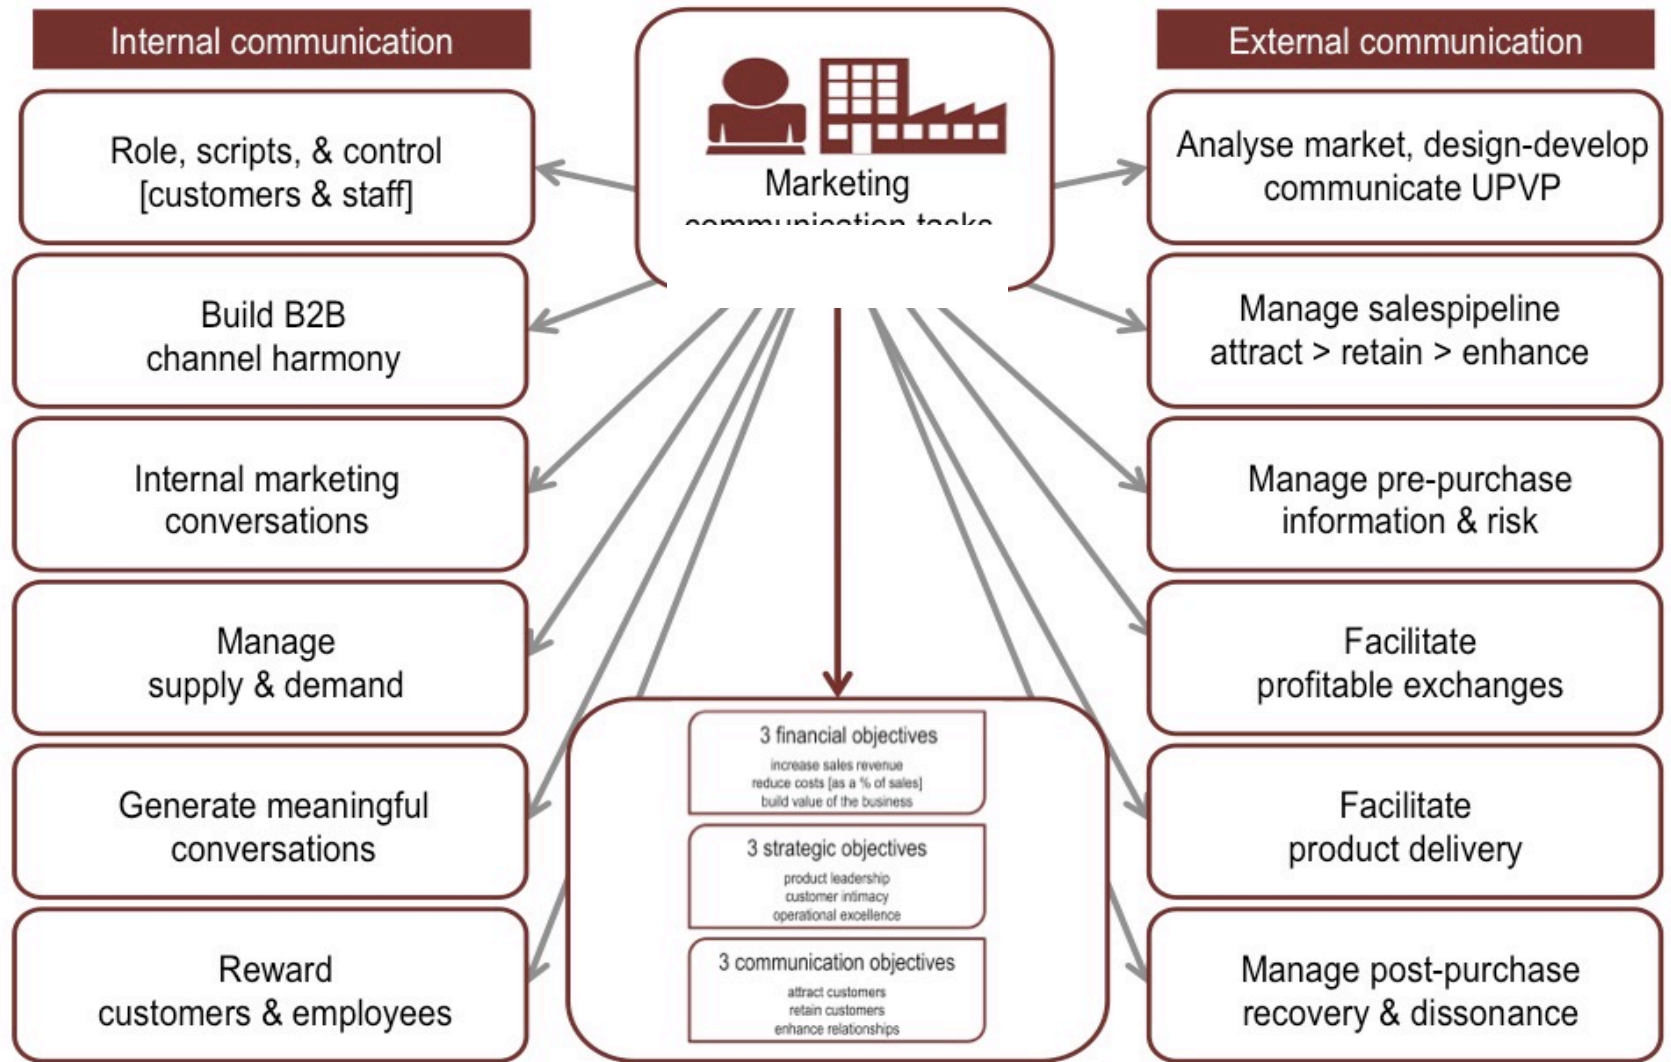 Internal communication
Role, scripts, & control
[customers & staff]
Build B2B
channel harmony
Internal marketing
conversations
Manage
supply & demand
Generate meaningful
conversations
Reward
customers & employees
Marketing
communication tasks
3 financial objectives
increase sales revenue
reduce costs [as a % of sales]
build value of the business
3 strategic objectives
product leadership
customer intimacy
operational excellence
3 communication objectives
attract customers
retain customers
enhance relationships
External communication
Analyse market, design-develop
communicate UPVP
Manage salespipeline
attract > retain > enhance
Manage pre-purchase
information & risk
Facilitate
profitable exchanges
Facilitate
product delivery
Manage post-purchase
recovery & dissonance